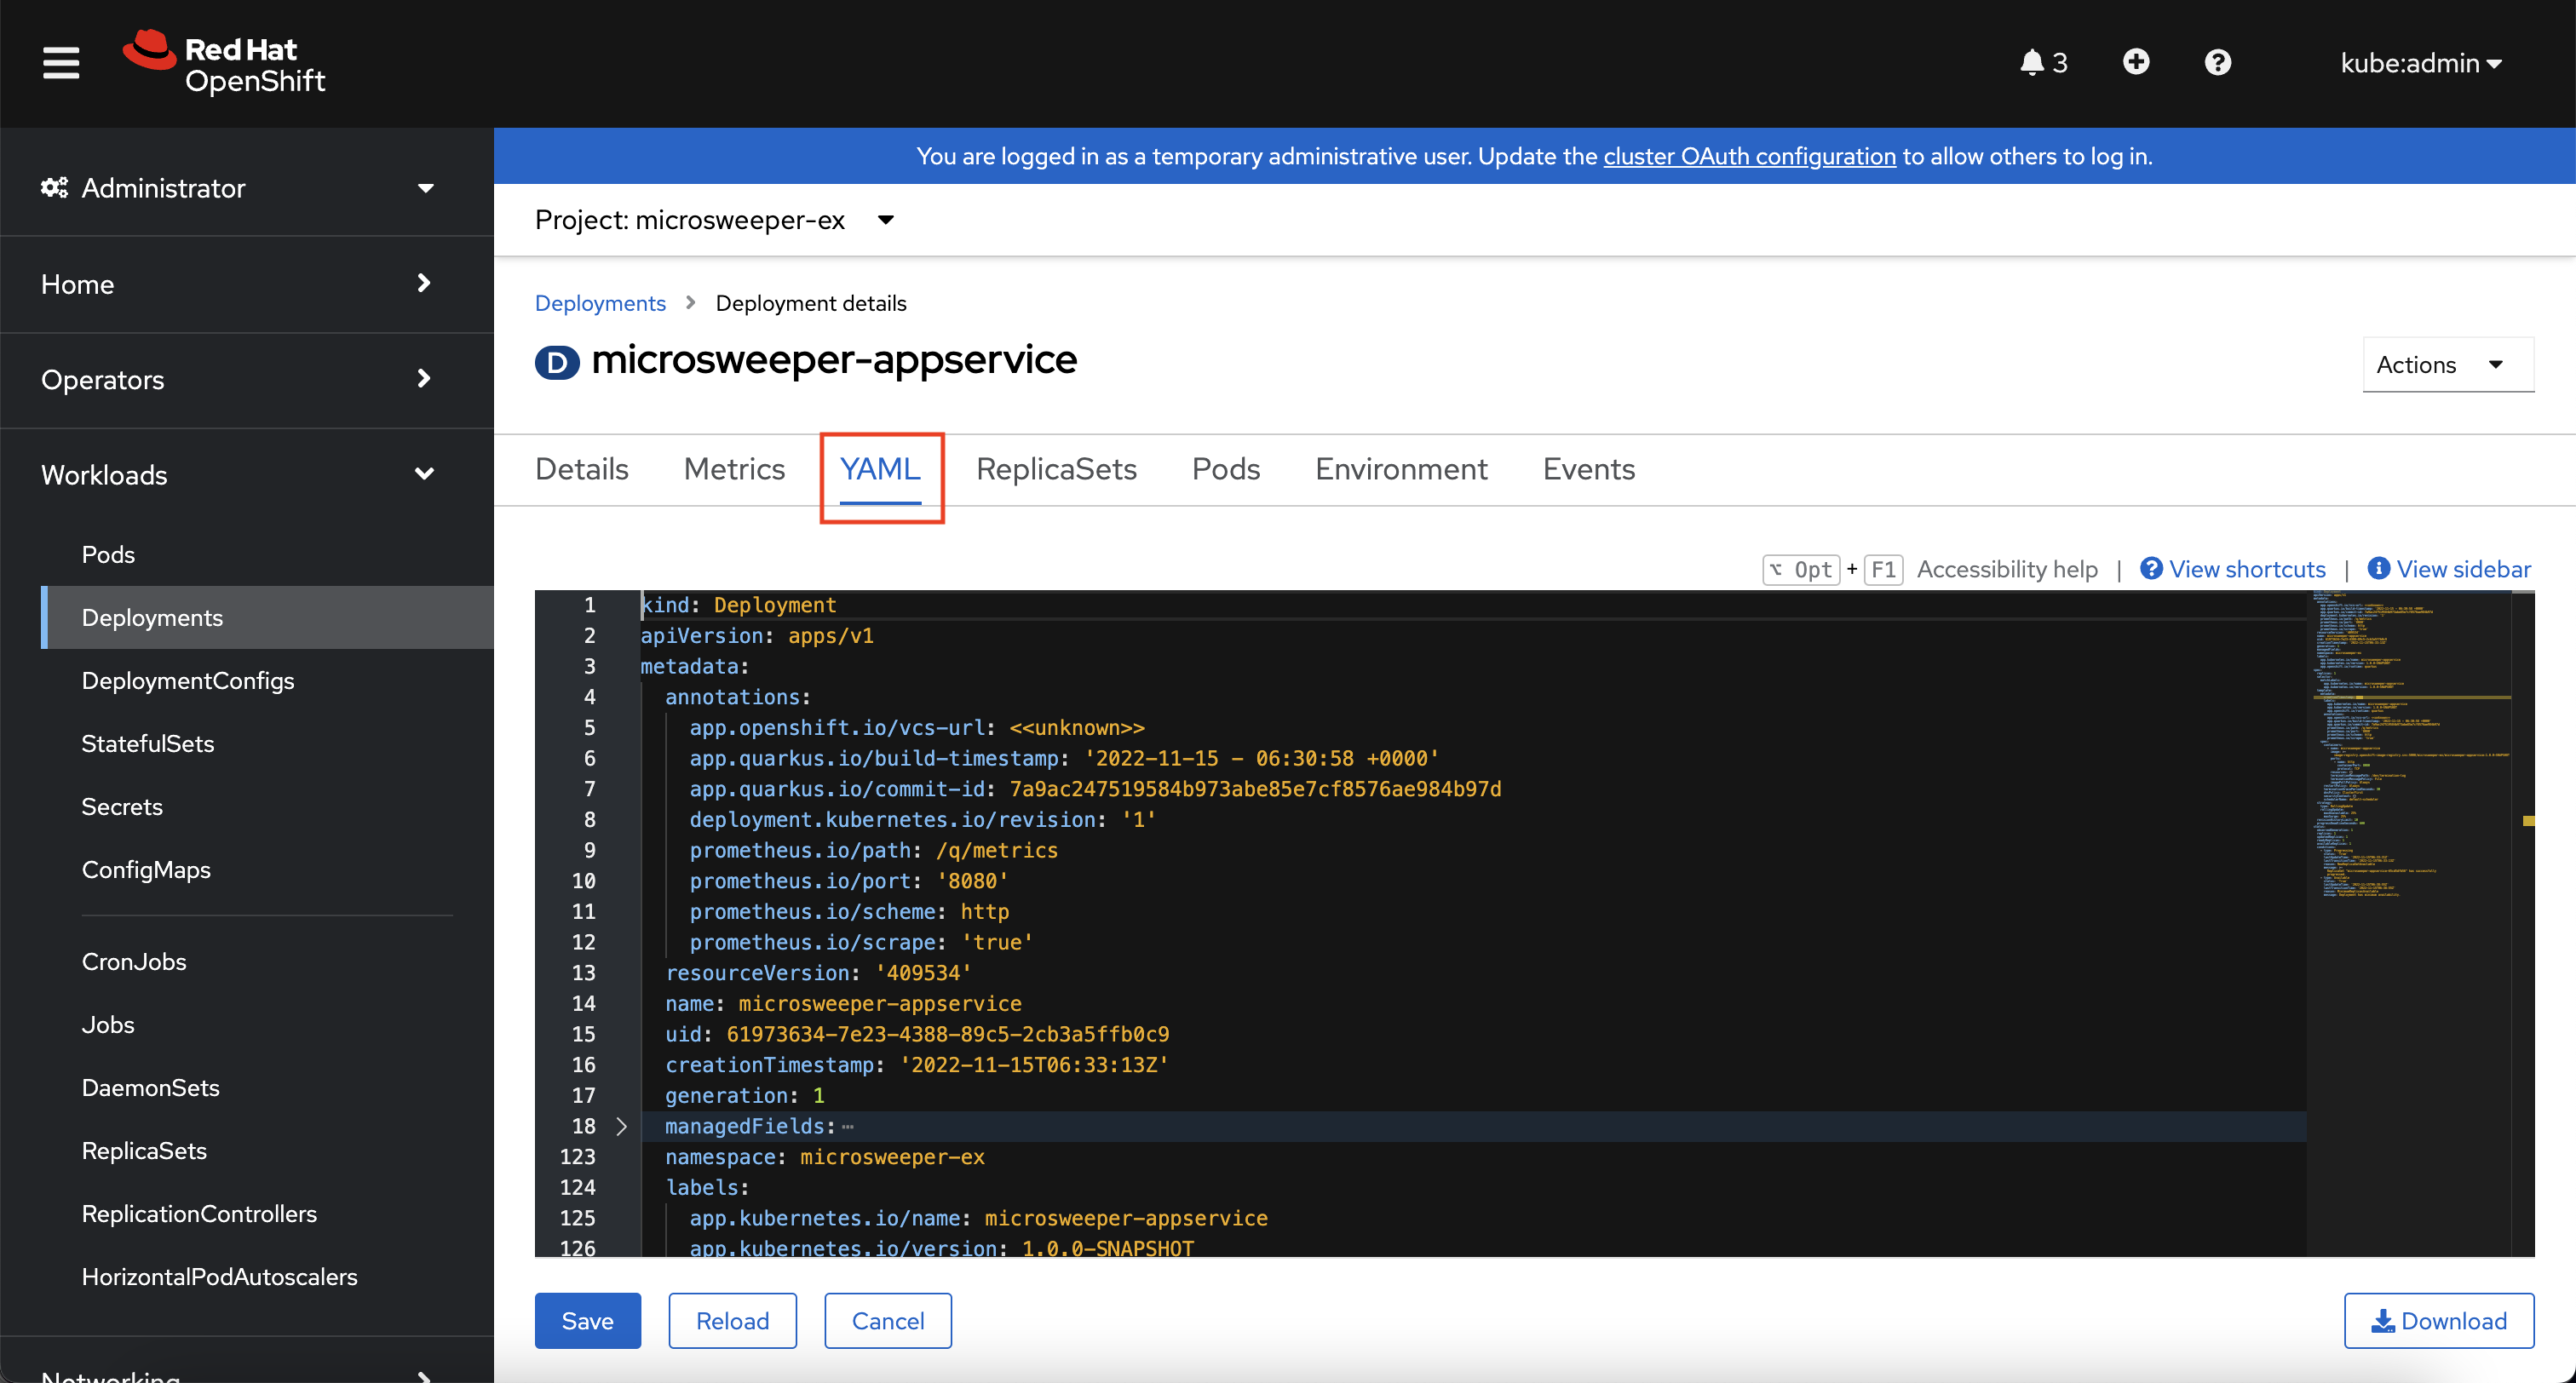 Red Hat
OpenShift
3
kube:admin
Administrator
Home
Operators
Workloads
Pods
Deployments
DeploymentConfigs
StatefulSets
Secrets
ConfigMaps
CronJobs
Jobs
DaemonSets
ReplicaSets
ReplicationControllers
HorizontalPodAutoscalers
Networking
You are logged in as a temporary administrative user. Update the cluster OAuth configuration to allow others to log in.
Project: microsweeper-ex
Deployments > Deployment details
D microsweeper-appservice
Actions
Details Metrics YAML ReplicaSets Pods Environment Events
⌥ Opt + F1 Accessibility help | View shortcuts | View sidebar
1 kind: Deployment
2 apiVersion: apps/v1
3 metadata:
4 annotations:
5 app.openshift.io/vcs-url: <<unknown>>
6 app.quarkus.io/build-timestamp: '2022-11-15 - 06:30:58 +0000'
7 app.quarkus.io/commit-id: 7a9ac247519584b973abe85e7cf8576ae984b97d
8 deployment.kubernetes.io/revision: '1'
9 prometheus.io/path: /q/metrics
10 prometheus.io/port: '8080'
11 prometheus.io/scheme: http
12 prometheus.io/scrape: 'true'
13 resourceVersion: '409534'
14 name: microsweeper-appservice
15 uid: 61973634-7e23-4388-89c5-2cb3a5ffb0c9
16 creationTimestamp: '2022-11-15T06:33:13Z'
17 generation: 1
18 managedFields:…
123 namespace: microsweeper-ex
124 labels:
125 app.kubernetes.io/name: microsweeper-appservice
126 app.kubernetes.io/version: 1.0.0-SNAPSHOT
Save Reload Cancel Download